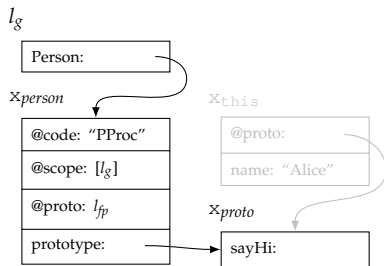 l_g
Person:
x_person
@code: “PProc”
@scope: [l_g]
@proto: l_fp
prototype:
x_this
@proto:
name: “Alice”
x_proto
sayHi: